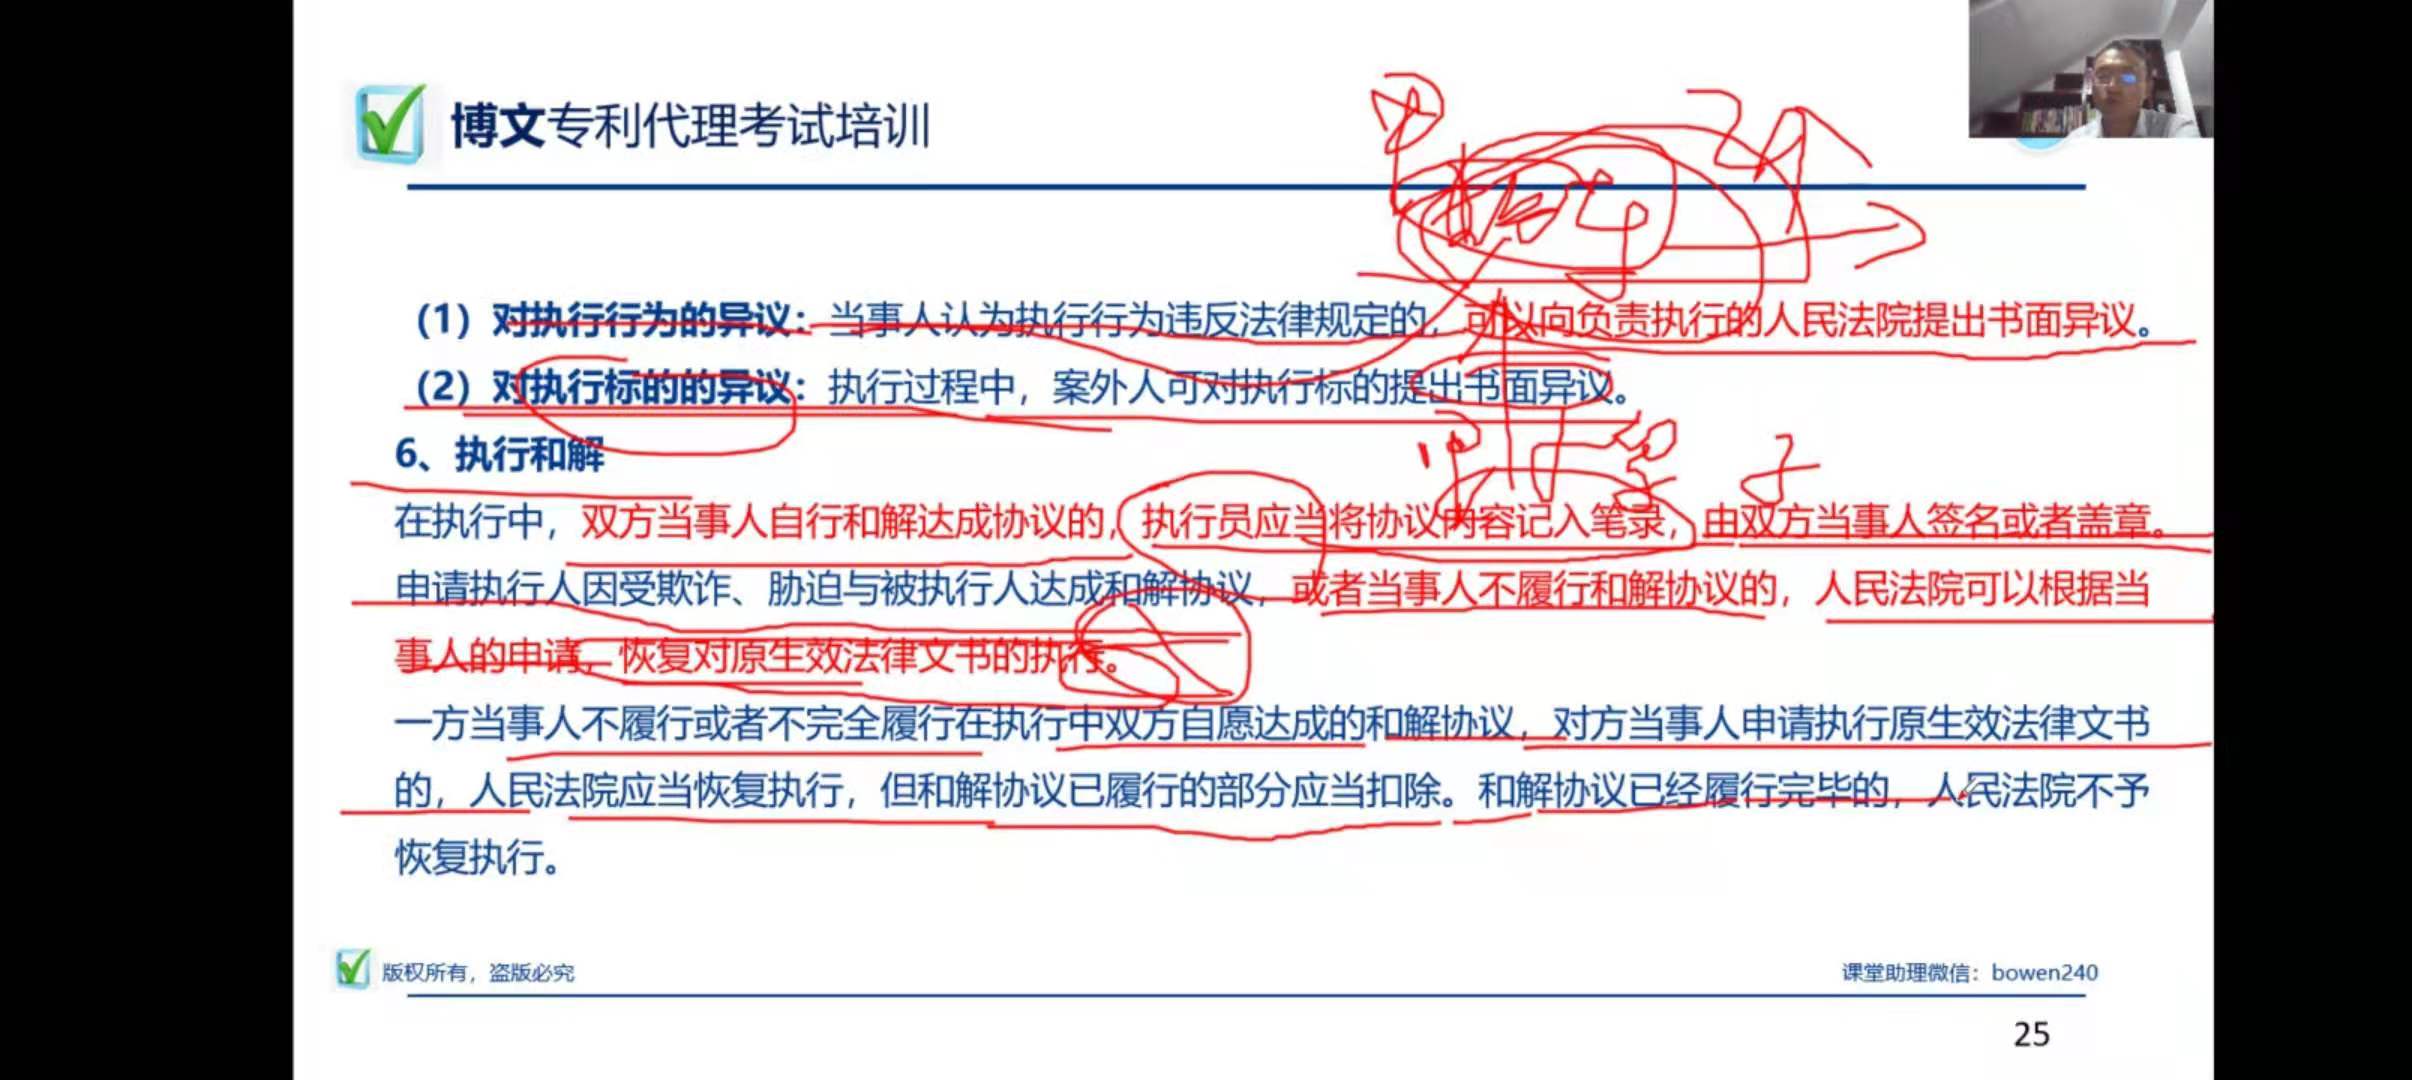 博文专利代理考试培训
（1）对执行行为的异议：当事人认为执行行为违反法律规定的，可以向负责执行的人民法院提出书面异议。
（2）对执行标的的异议：执行过程中，案外人可对执行标的提出书面异议。
6、执行和解
在执行中，双方当事人自行和解达成协议的，执行员应当将协议内容记入笔录，由双方当事人签名或者盖章。
申请执行人因受欺诈、胁迫与被执行人达成和解协议，或者当事人不履行和解协议的，人民法院可以根据当
事人的申请，恢复对原生效法律文书的执行。
一方当事人不履行或者不完全履行在执行中双方自愿达成的和解协议，对方当事人申请执行原生效法律文书
的，人民法院应当恢复执行，但和解协议已履行的部分应当扣除。和解协议已经履行完毕的，人民法院不予
恢复执行。
版权所有，盗版必究
课堂助理微信：bowen240
25